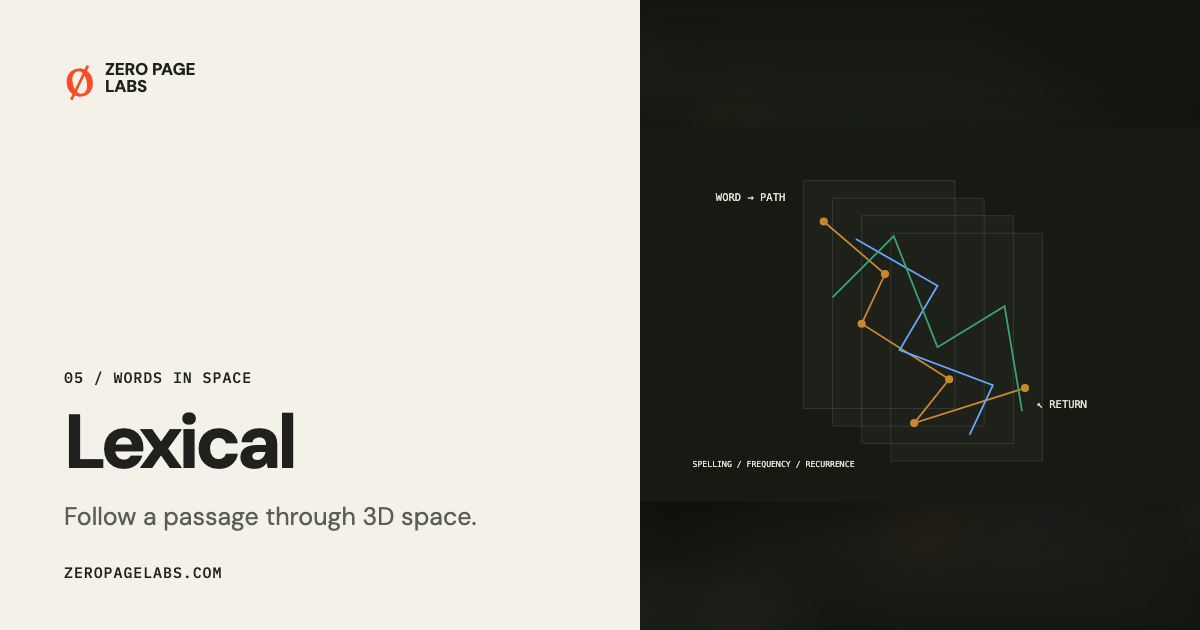 Ø
ZERO PAGE
LABS
05 / WORDS IN SPACE
Lexical
Follow a passage through 3D space.
ZEROPAGELABS.COM
WORD → PATH
↖ RETURN
SPELLING / FREQUENCY / RECURRENCE